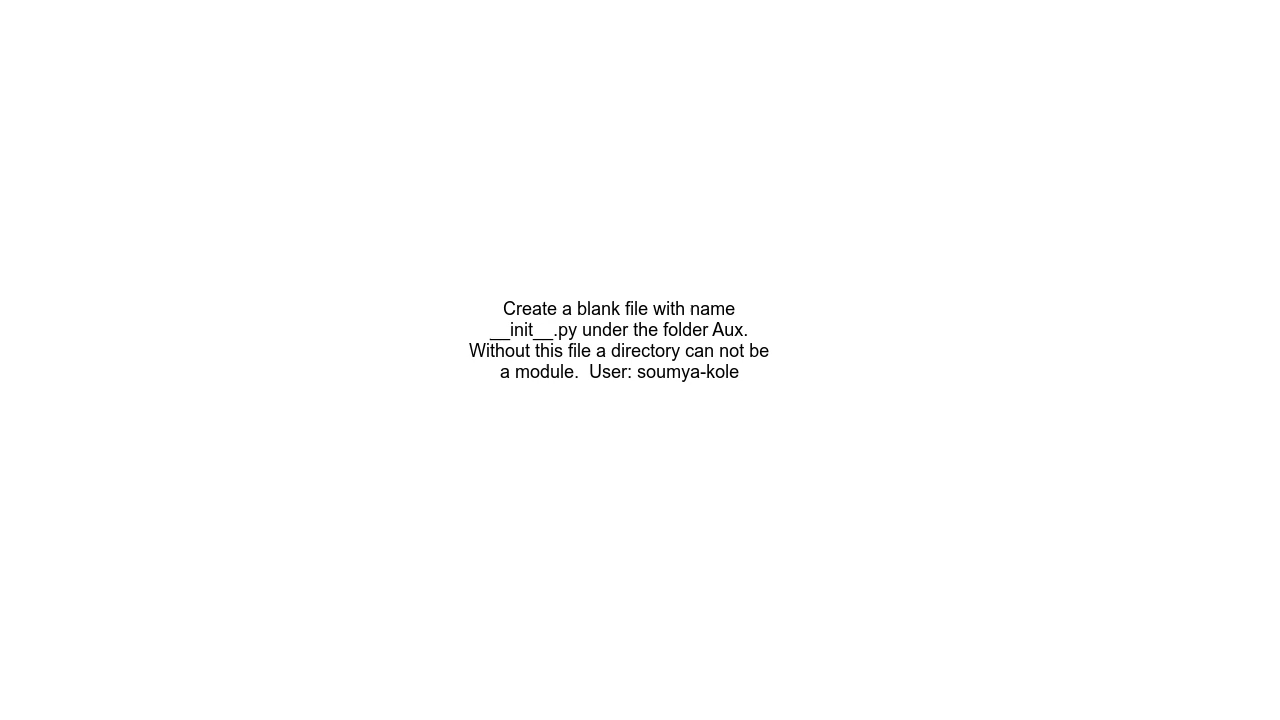 Create a blank file with name
__init__.py under the folder Aux.
Without this file a directory can not be
a module.  User: soumya-kole